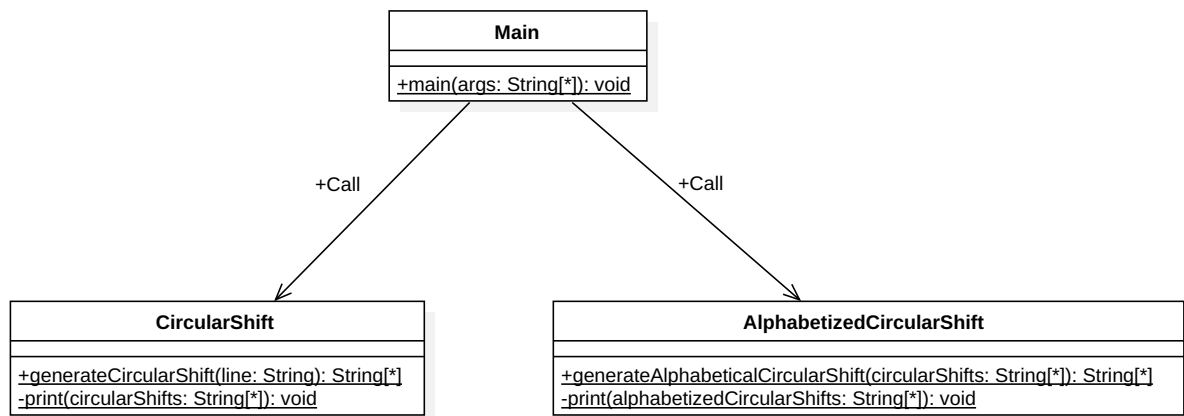 Main
+main(args: String[*]): void
+Call
+Call
CircularShift
+generateCircularShift(line: String): String[*]
-print(circularShifts: String[*]): void
AlphabetizedCircularShift
+generateAlphabeticalCircularShift(circularShifts: String[*]): String[*]
-print(alphabetizedCircularShifts: String[*]): void